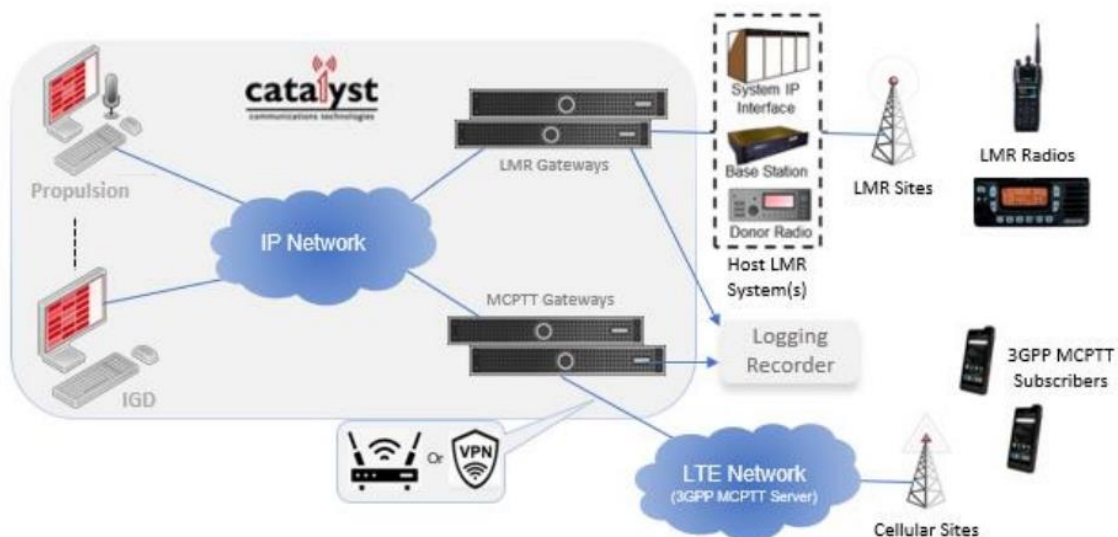 catalyst
communications technologies
Propulsion
IGD
IP Network
LMR Gateways
MCPTT Gateways
System IP
Interface
Base Station
Donor Radio
Host LMR
System(s)
LMR Sites
LMR Radios
Logging
Recorder
3GPP MCPTT
Subscribers
Or
VPN
LTE Network
(3GPP MCPTT Server)
Cellular Sites